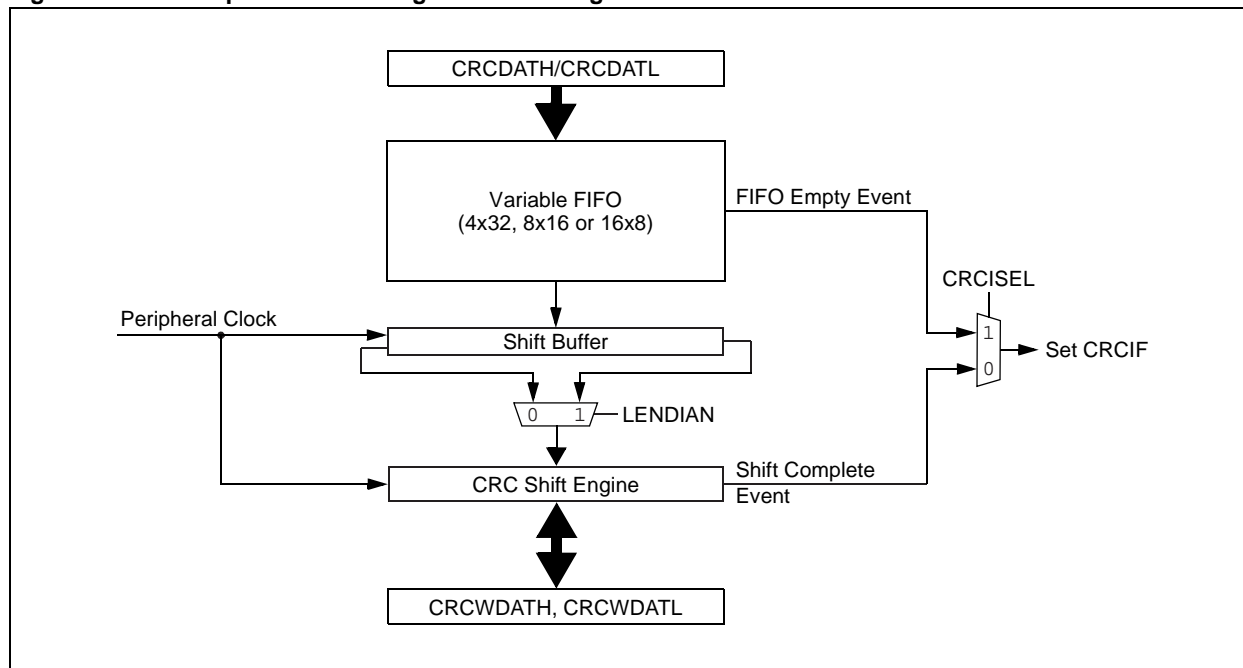 CRCDATH/CRCDATL
Variable FIFO
(4x32, 8x16 or 16x8)
FIFO Empty Event
CRCISEL
Peripheral Clock
Shift Buffer
1
Set CRCIF
0
0 1
LENDIAN
CRC Shift Engine
Shift Complete
Event
CRCWDATH, CRCWDATL